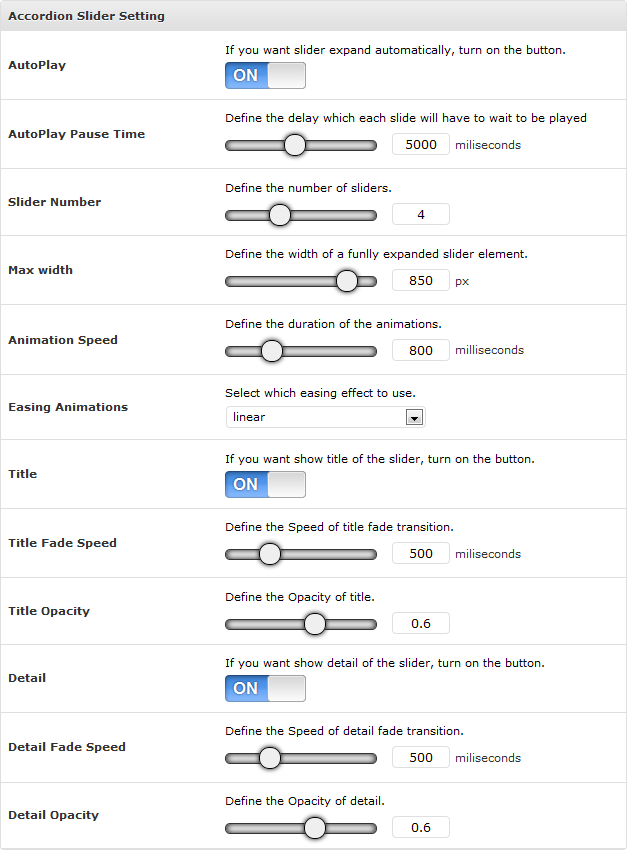 Accordion Slider Setting
If you want slider expand automatically, turn on the button.
AutoPlay
ON
Define the delay which each slide will have to wait to be played
AutoPlay Pause Time
5000 miliseconds
Define the number of sliders.
Slider Number
4
Define the width of a funlly expanded slider element.
Max width
850 px
Define the duration of the animations.
Animation Speed
800 milliseconds
Select which easing effect to use.
Easing Animations
linear
If you want show title of the slider, turn on the button.
Title
ON
Define the Speed of title fade transition.
Title Fade Speed
500 miliseconds
Define the Opacity of title.
Title Opacity
0.6
If you want show detail of the slider, turn on the button.
Detail
ON
Define the Speed of detail fade transition.
Detail Fade Speed
500 miliseconds
Define the Opacity of detail.
Detail Opacity
0.6